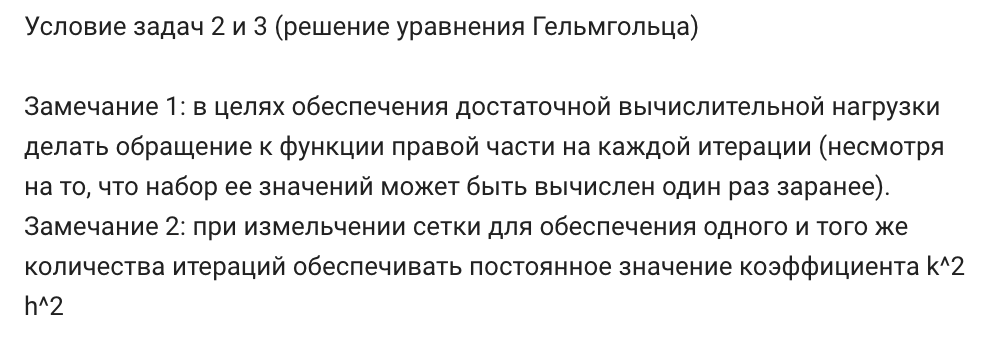 Условие задач 2 и 3 (решение уравнения Гельмгольца)
Замечание 1: в целях обеспечения достаточной вычислительной нагрузки
делать обращение к функции правой части на каждой итерации (несмотря
на то, что набор ее значений может быть вычислен один раз заранее).
Замечание 2: при измельчении сетки для обеспечения одного и того же
количества итераций обеспечивать постоянное значение коэффициента k^2
h^2